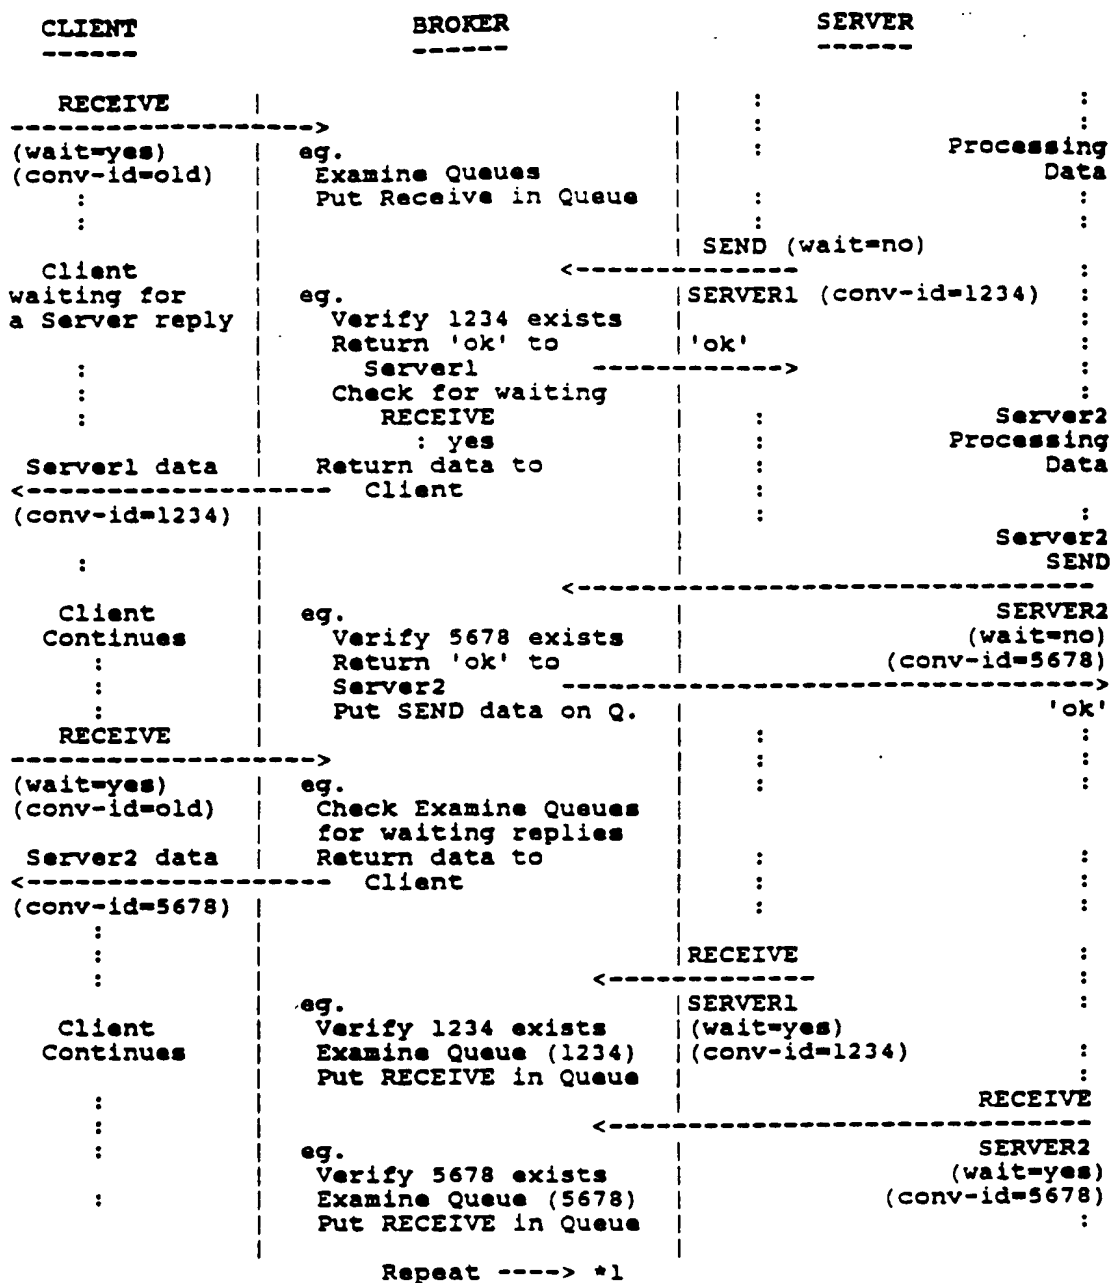 CLIENT BROKER SERVER
------ ------ ------
RECEIVE | | : :
-------------------> : :
(wait=yes) | eg. | : Processing
(conv-id=old) | Examine Queues | Data
: | Put Receive in Queue | : :
: | | : :
| | SEND (wait=no)
Client | <-------------- :
waiting for | eg. |SERVER1 (conv-id=1234) :
a Server reply | Verify 1234 exists | :
| Return 'ok' to |'ok' :
: | Server1 -------------> :
: | Check for waiting | :
: | RECEIVE | : Server2
| : yes | : Processing
Server1 data | Return data to | : Data
<-------------------- Client | :
(conv-id=1234) | | : :
| | Server2
: | | SEND
| <----------------------------------
Client | eg. | SERVER2
Continues | Verify 5678 exists | (wait=no)
: | Return 'ok' to | (conv-id=5678)
: | Server2 ----------------------------------->
: | Put SEND data on Q. | 'ok'
RECEIVE | | : :
--------------------> | : :
(wait=yes) | eg. | : :
(conv-id=old) | Check Examine Queues |
| for waiting replies |
Server2 data | Return data to | : :
<-------------------- Client | : :
(conv-id=5678) | | : :
: | |
: | |RECEIVE :
: | <-------------- :
| eg. |SERVER1 :
Client | Verify 1234 exists |(wait=yes)
Continues | Examine Queue (1234) |(conv-id=1234) :
| Put RECEIVE in Queue | :
: | | RECEIVE
: | <--------------------------------
: | eg. | SERVER2
| Verify 5678 exists | (wait=yes)
: | Examine Queue (5678) | (conv-id=5678)
| Put RECEIVE in Queue | :
Repeat ----> *1